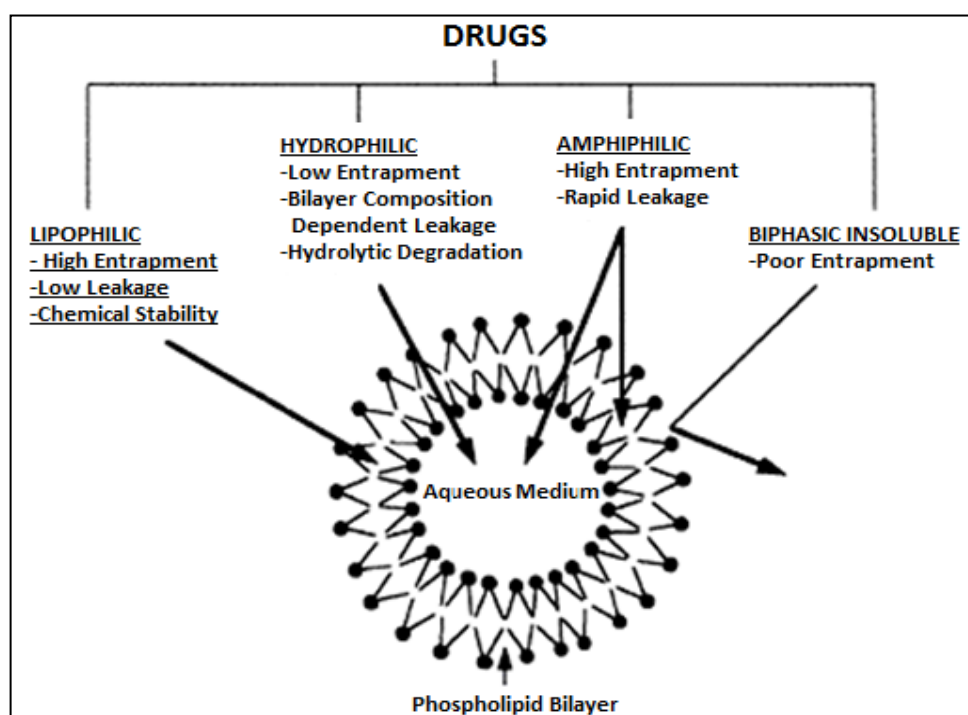 DRUGS
LIPOPHILIC
- High Entrapment
-Low Leakage
-Chemical Stability
HYDROPHILIC
-Low Entrapment
-Bilayer Composition
Dependent Leakage
-Hydrolytic Degradation
AMPHIPHILIC
-High Entrapment
-Rapid Leakage
BIPHASIC INSOLUBLE
-Poor Entrapment
Aqueous Medium
Phospholipid Bilayer